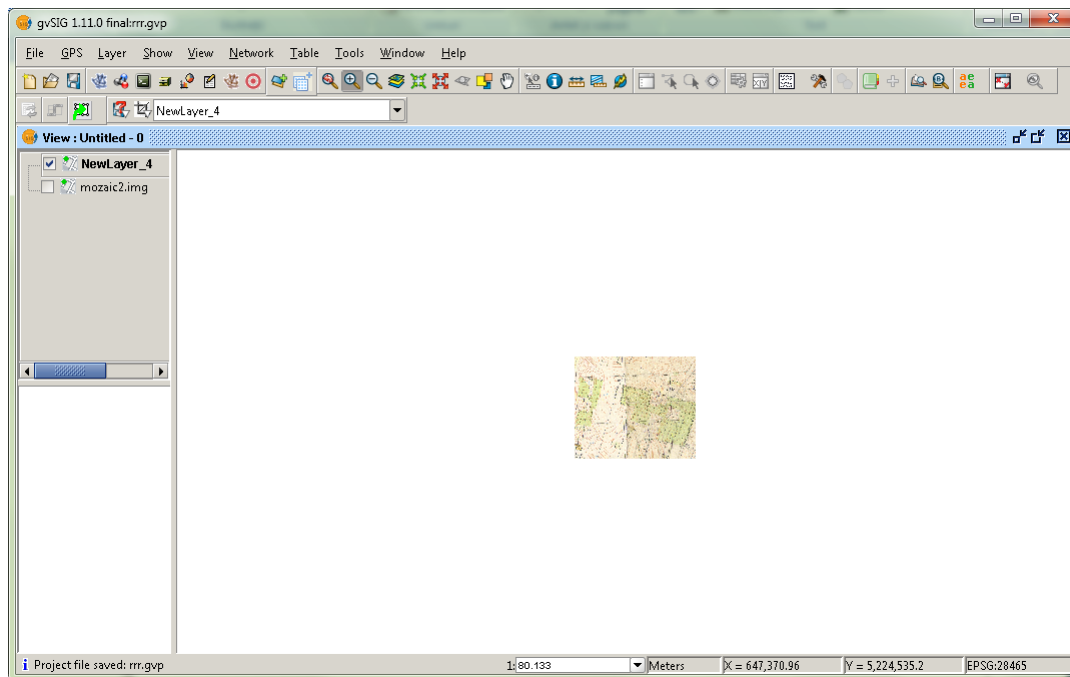 gvSIG 1.11.0 final:rrr.gvp
File GPS Layer Show View Network Table Tools Window Help
XIY
NewLayer_4
View : Untitled - 0
NewLayer_4
mozaic2.img
Project file saved: rrr.gvp 1: 80.133 Meters X = 647,370.96 Y = 5,224,535.2 EPSG:28465